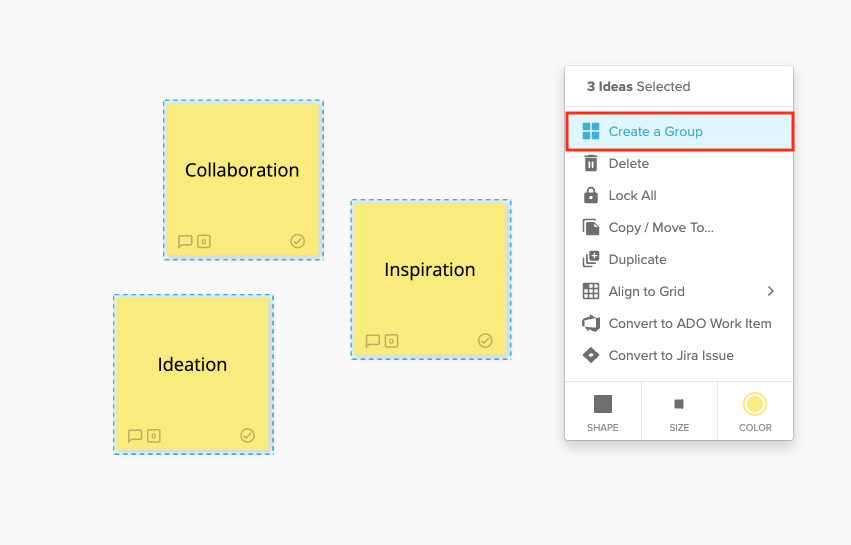 Collaboration
0
Inspiration
0
Ideation
0
3 Ideas Selected
Create a Group
Delete
Lock All
Copy / Move To...
Duplicate
Align to Grid
Convert to ADO Work Item
Convert to Jira Issue
SHAPE
SIZE
COLOR